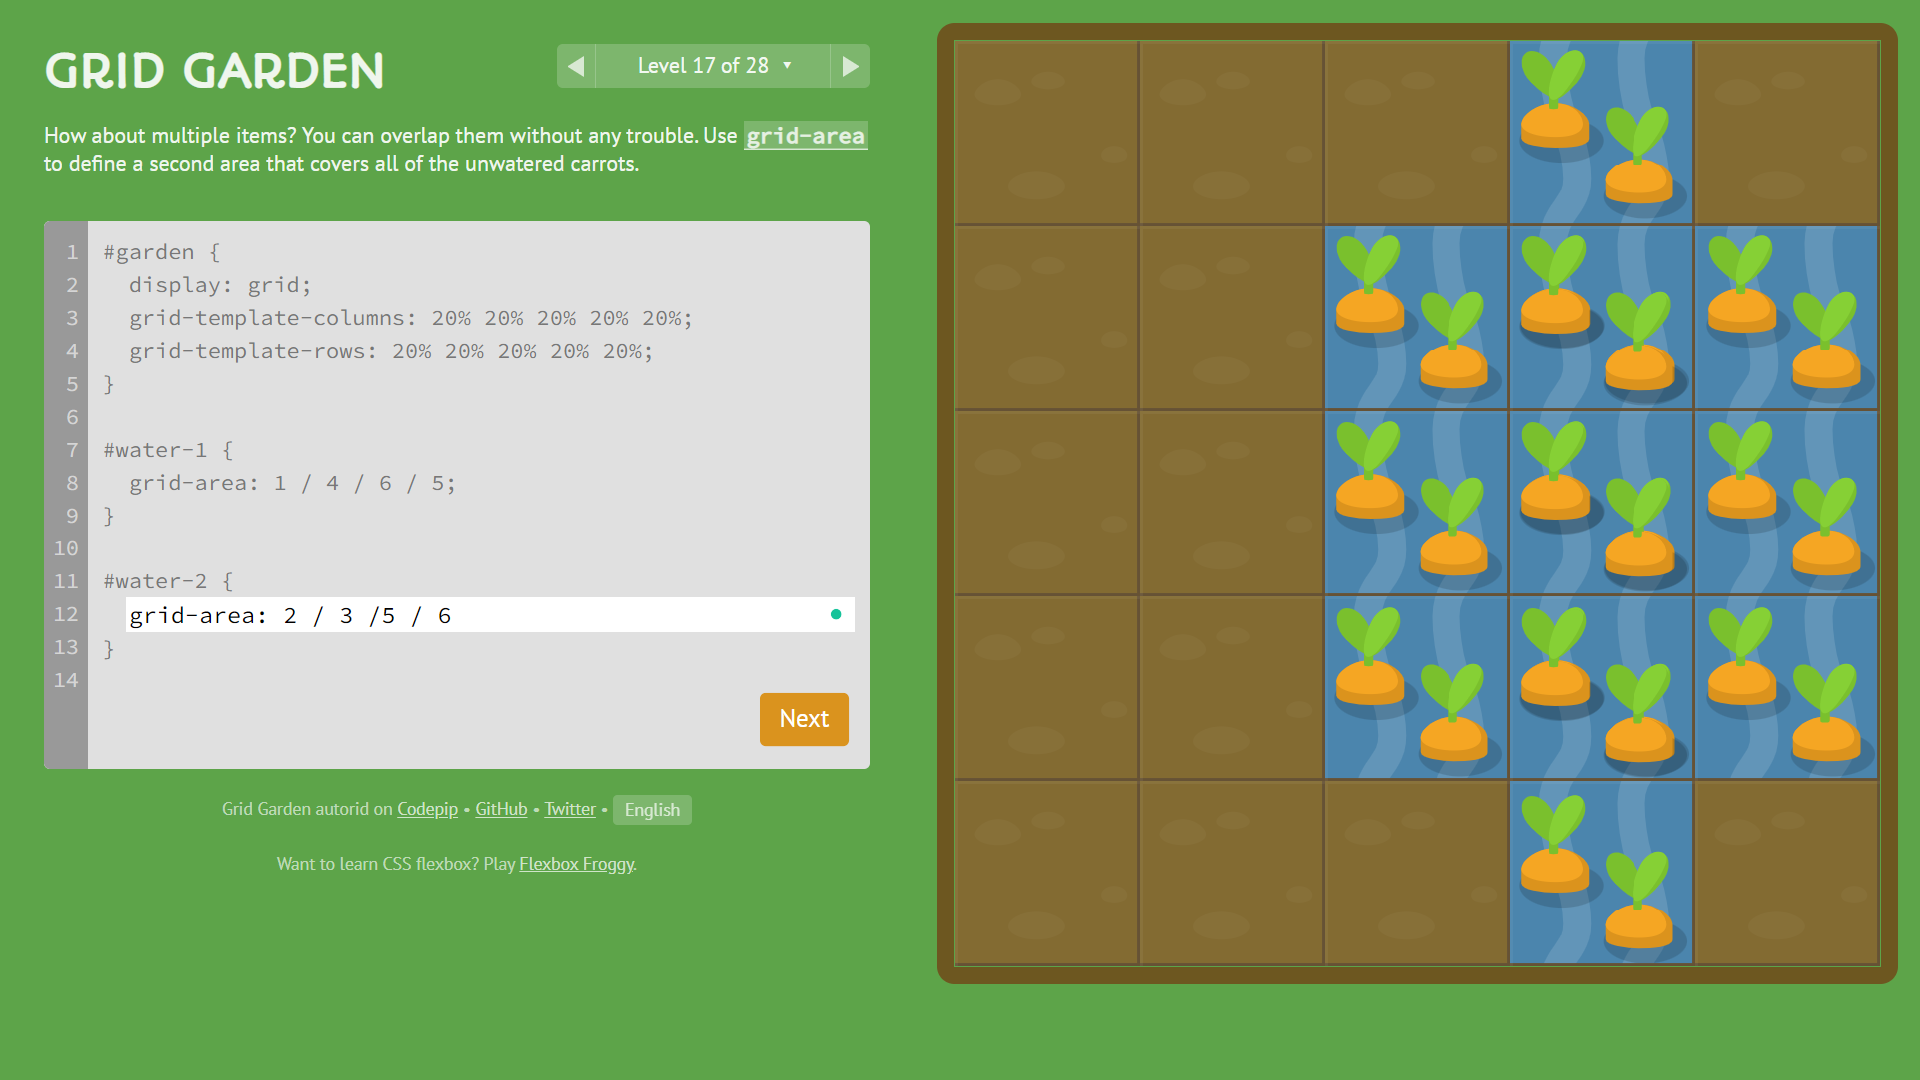 GRID GARDEN
◀ Level 17 of 28 ▼ ▶
How about multiple items? You can overlap them without any trouble. Use grid-area
to define a second area that covers all of the unwatered carrots.
1 #garden {
2 display: grid;
3 grid-template-columns: 20% 20% 20% 20% 20%;
4 grid-template-rows: 20% 20% 20% 20% 20%;
5 }
6
7 #water-1 {
8 grid-area: 1 / 4 / 6 / 5;
9 }
10
11 #water-2 {
12 grid-area: 2 / 3 /5 / 6
13 }
14
Next
Grid Garden autorid on Codepip • GitHub • Twitter • English
Want to learn CSS flexbox? Play Flexbox Froggy.